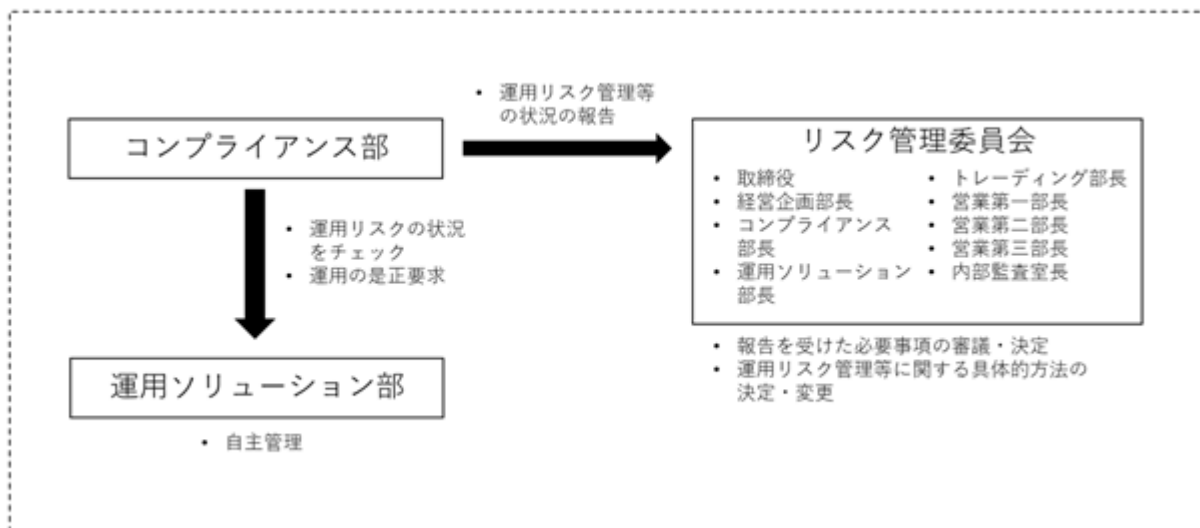 コンプライアンス部
• 運用リスク管理等
の状況の報告
• 運用リスクの状況
をチェック
• 運用の是正要求
運用ソリューション部
• 自主管理
リスク管理委員会
• 取締役
• 経営企画部長
• コンプライアンス
部長
• 運用ソリューション
部長
• トレーディング部長
• 営業第一部長
• 営業第二部長
• 営業第三部長
• 内部監査室長
• 報告を受けた必要事項の審議・決定
• 運用リスク管理等に関する具体的方法の
決定・変更